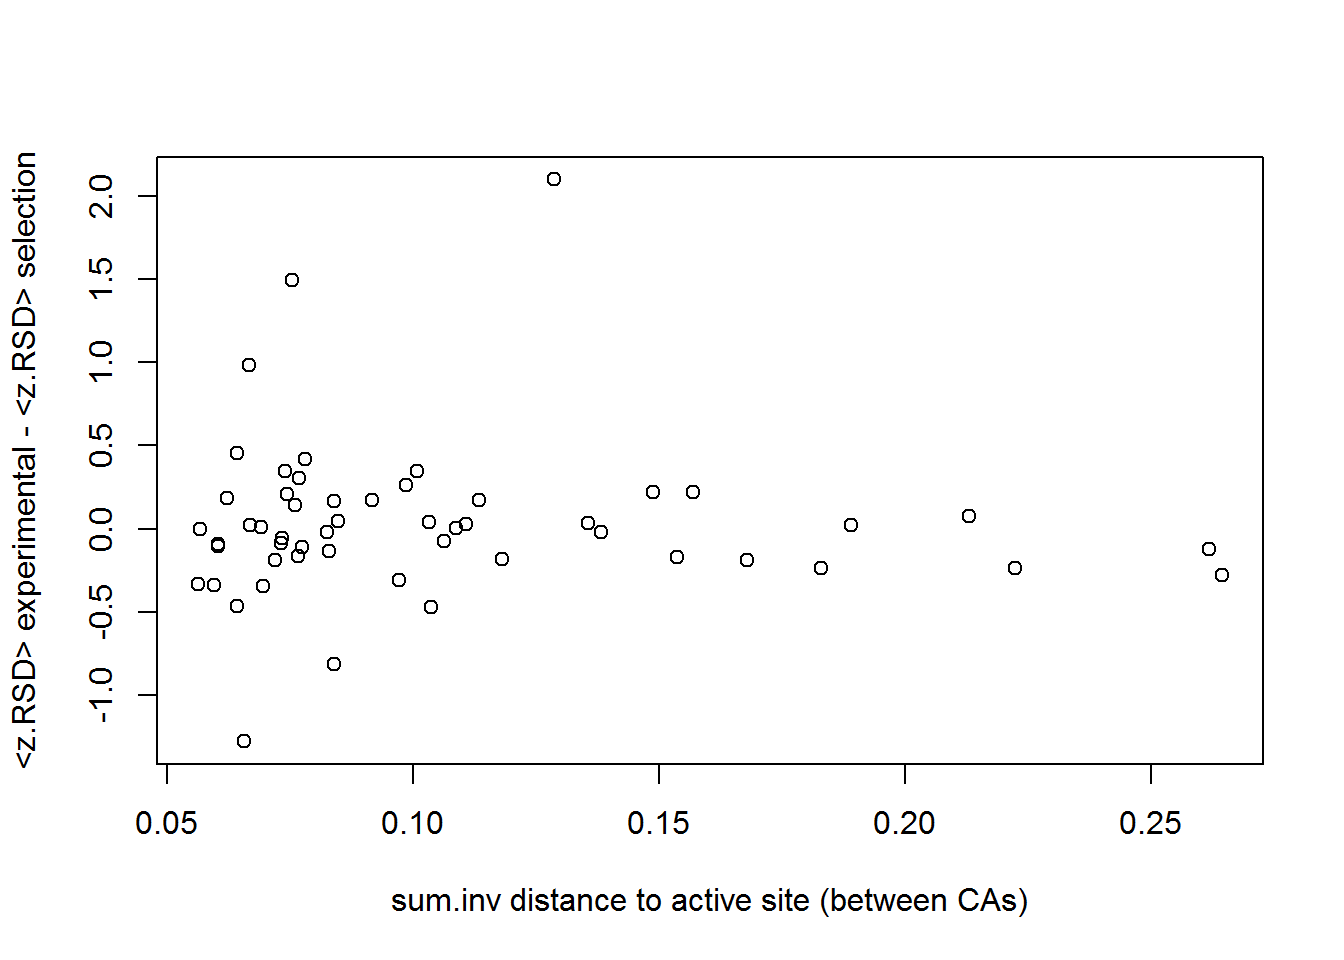 <z.RSD> experimental - <z.RSD> selection
2.0
1.5
1.0
0.5
0.0
-0.5
-1.0
0.05 0.10 0.15 0.20 0.25
sum.inv distance to active site (between CAs)